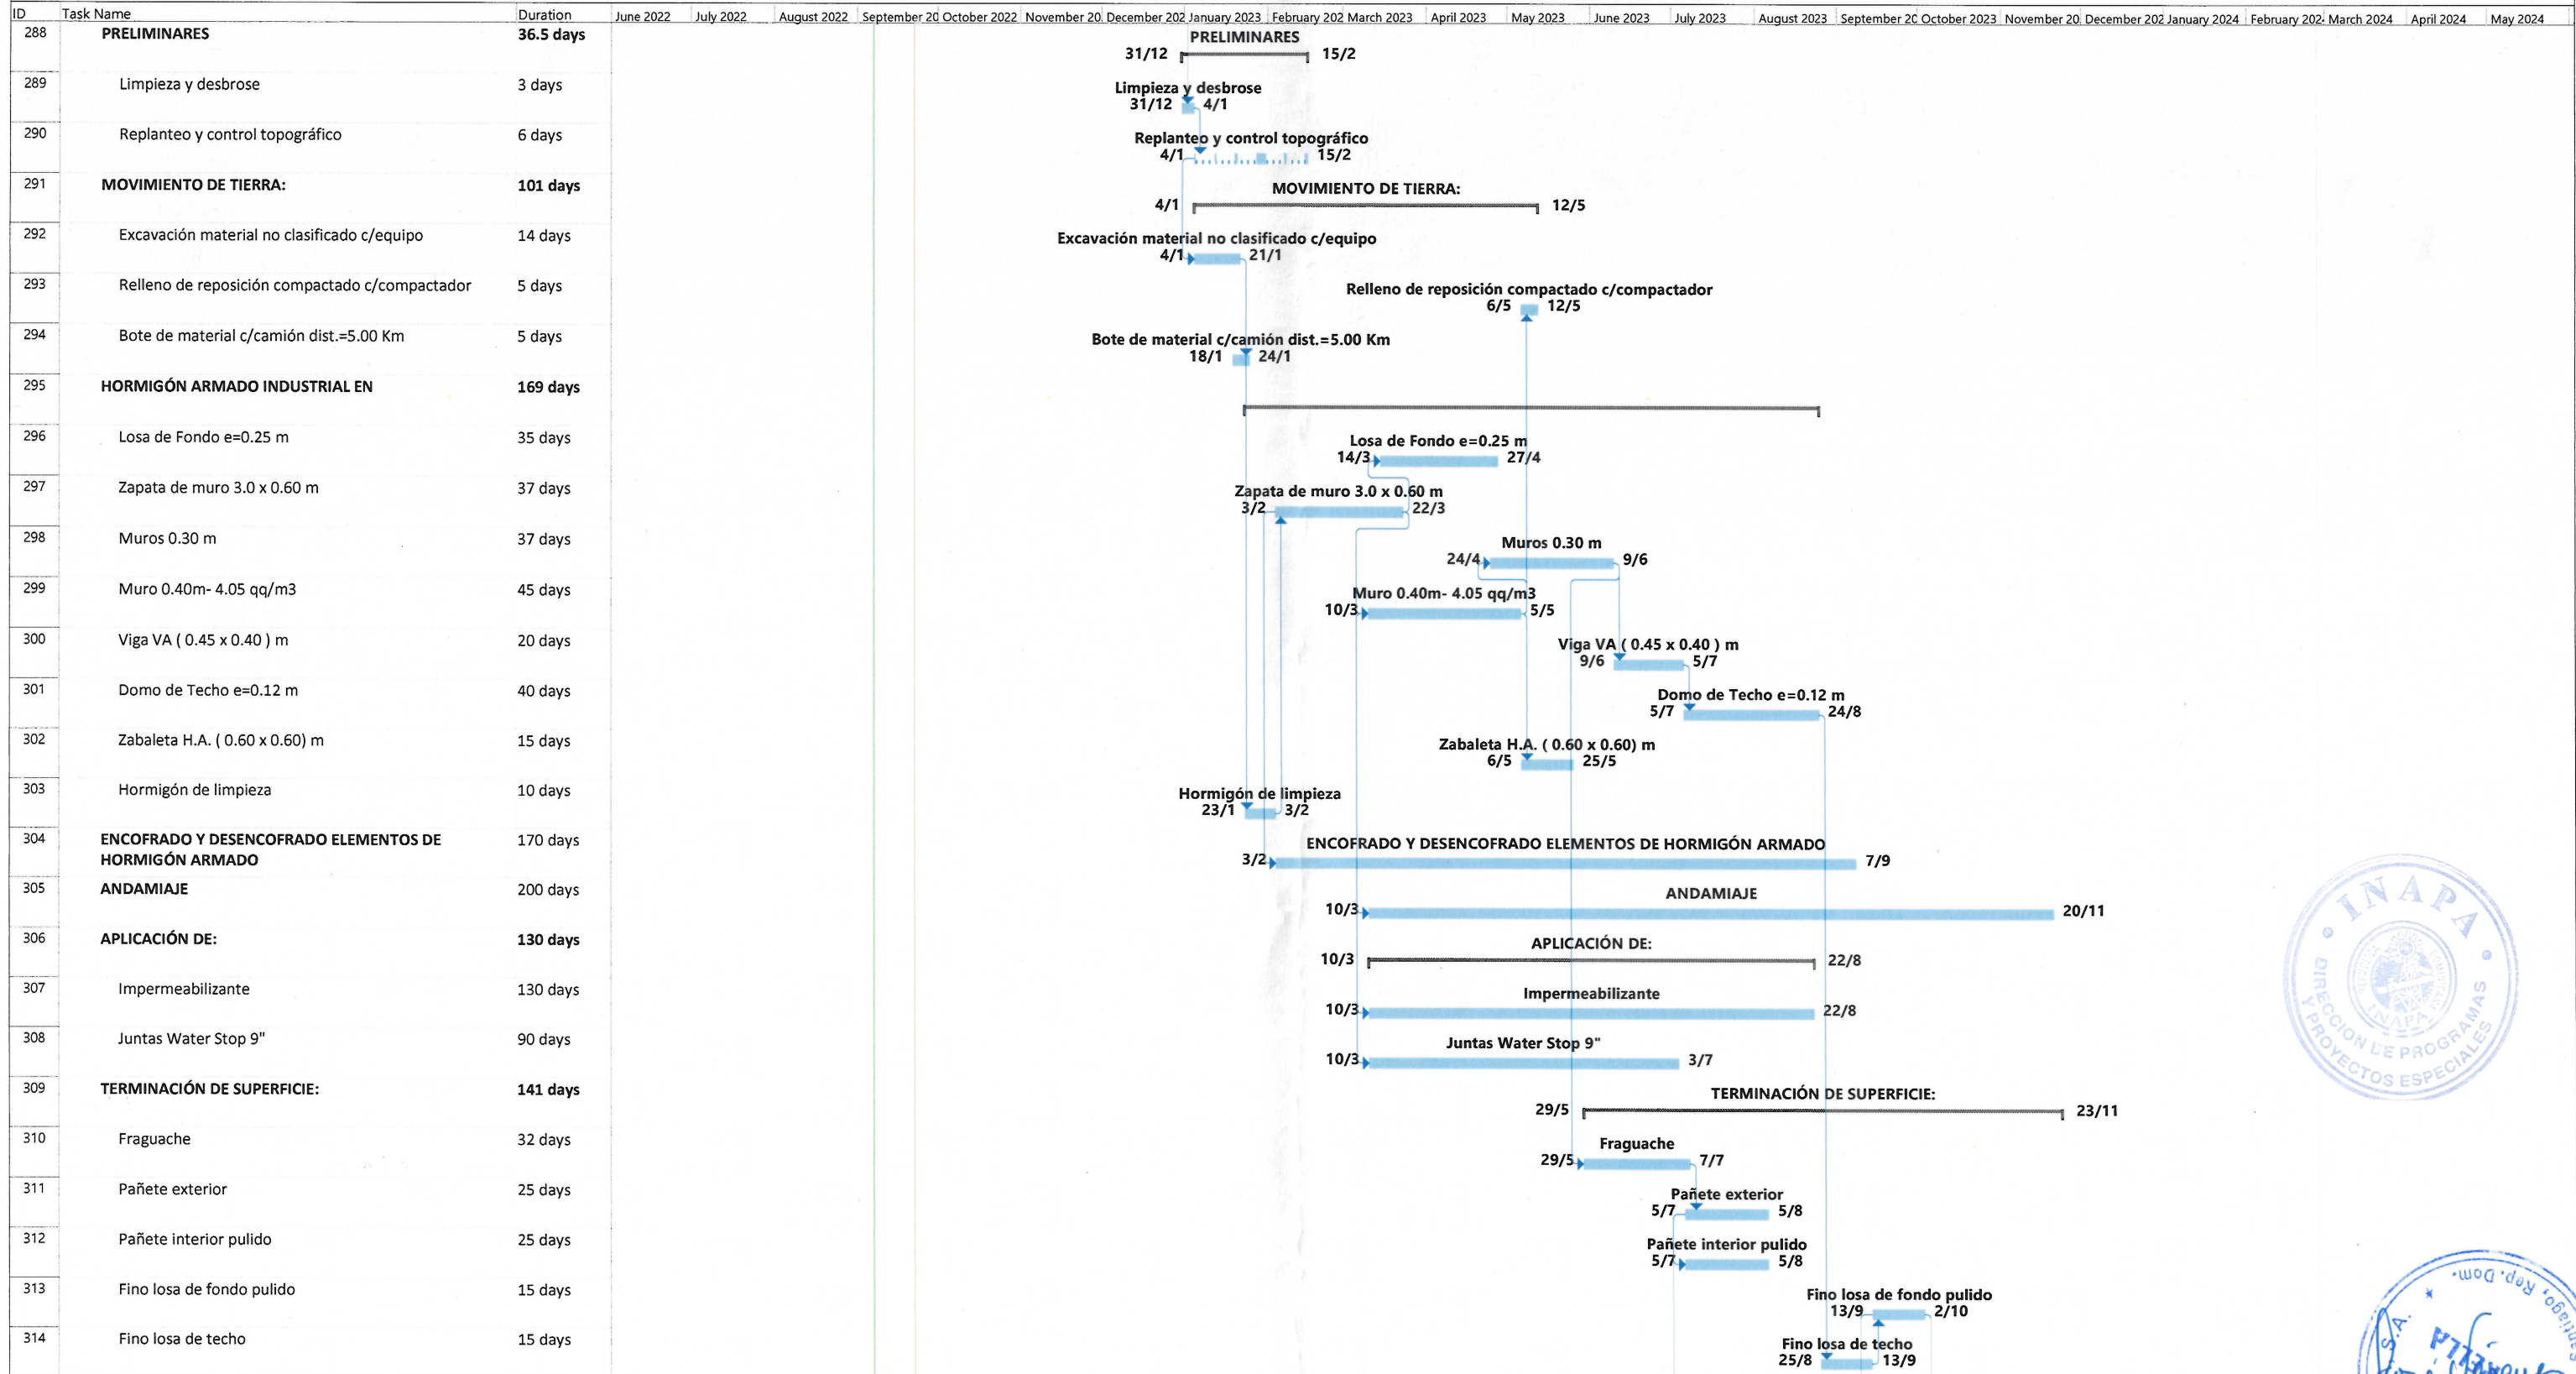 ID Task Name Duration June 2022 July 2022 August 2022 September 20 October 2022 November 20 December 202 January 2023 February 202 March 2023 April 2023 May 2023 June 2023 July 2023 August 2023 September 20 October 2023 November 20 December 202 January 2024 February 202 March 2024 April 2024 May 2024
288 PRELIMINARES 36.5 days
PRELIMINARES
31/12 15/2
289 Limpieza y desbrose 3 days
Limpieza y desbrose
31/12 4/1
290 Replanteo y control topográfico 6 days
Replanteo y control topográfico
4/1 15/2
291 MOVIMIENTO DE TIERRA: 101 days
MOVIMIENTO DE TIERRA:
4/1 12/5
292 Excavación material no clasificado c/equipo 14 days
Excavación material no clasificado c/equipo
4/1 21/1
293 Relleno de reposición compactado c/compactador 5 days
Relleno de reposición compactado c/compactador
6/5 12/5
294 Bote de material c/camión dist.=5.00 Km 5 days
Bote de material c/camión dist.=5.00 Km
18/1 24/1
295 HORMIGÓN ARMADO INDUSTRIAL EN 169 days
296 Losa de Fondo e=0.25 m 35 days
Losa de Fondo e=0.25 m
14/3 27/4
297 Zapata de muro 3.0 x 0.60 m 37 days
Zapata de muro 3.0 x 0.60 m
3/2 22/3
298 Muros 0.30 m 37 days
Muros 0.30 m
24/4 9/6
299 Muro 0.40m- 4.05 qq/m3 45 days
Muro 0.40m- 4.05 qq/m3
10/3 5/5
300 Viga VA ( 0.45 x 0.40 ) m 20 days
Viga VA ( 0.45 x 0.40 ) m
9/6 5/7
301 Domo de Techo e=0.12 m 40 days
Domo de Techo e=0.12 m
5/7 24/8
302 Zabaleta H.A. ( 0.60 x 0.60) m 15 days
Zabaleta H.A. ( 0.60 x 0.60) m
6/5 25/5
303 Hormigón de limpieza 10 days
Hormigón de limpieza
23/1 3/2
304 ENCOFRADO Y DESENCOFRADO ELEMENTOS DE 170 days
HORMIGÓN ARMADO
ENCOFRADO Y DESENCOFRADO ELEMENTOS DE HORMIGÓN ARMADO
3/2 7/9
305 ANDAMIAJE 200 days
ANDAMIAJE
10/3 20/11
306 APLICACIÓN DE: 130 days
APLICACIÓN DE:
10/3 22/8
307 Impermeabilizante 130 days
Impermeabilizante
10/3 22/8
308 Juntas Water Stop 9" 90 days
Juntas Water Stop 9"
10/3 3/7
309 TERMINACIÓN DE SUPERFICIE: 141 days
TERMINACIÓN DE SUPERFICIE:
29/5 23/11
310 Fraguache 32 days
Fraguache
29/5 7/7
311 Pañete exterior 25 days
Pañete exterior
5/7 5/8
312 Pañete interior pulido 25 days
Pañete interior pulido
5/7 5/8
313 Fino losa de fondo pulido 15 days
Fino losa de fondo pulido
13/9 2/10
314 Fino losa de techo 15 days
Fino losa de techo
25/8 13/9
INAPA
INAPA
DIRECCION DE PROGRAMAS
Y PROYECTOS ESPECIALES
S.A. * Rep. Dom.